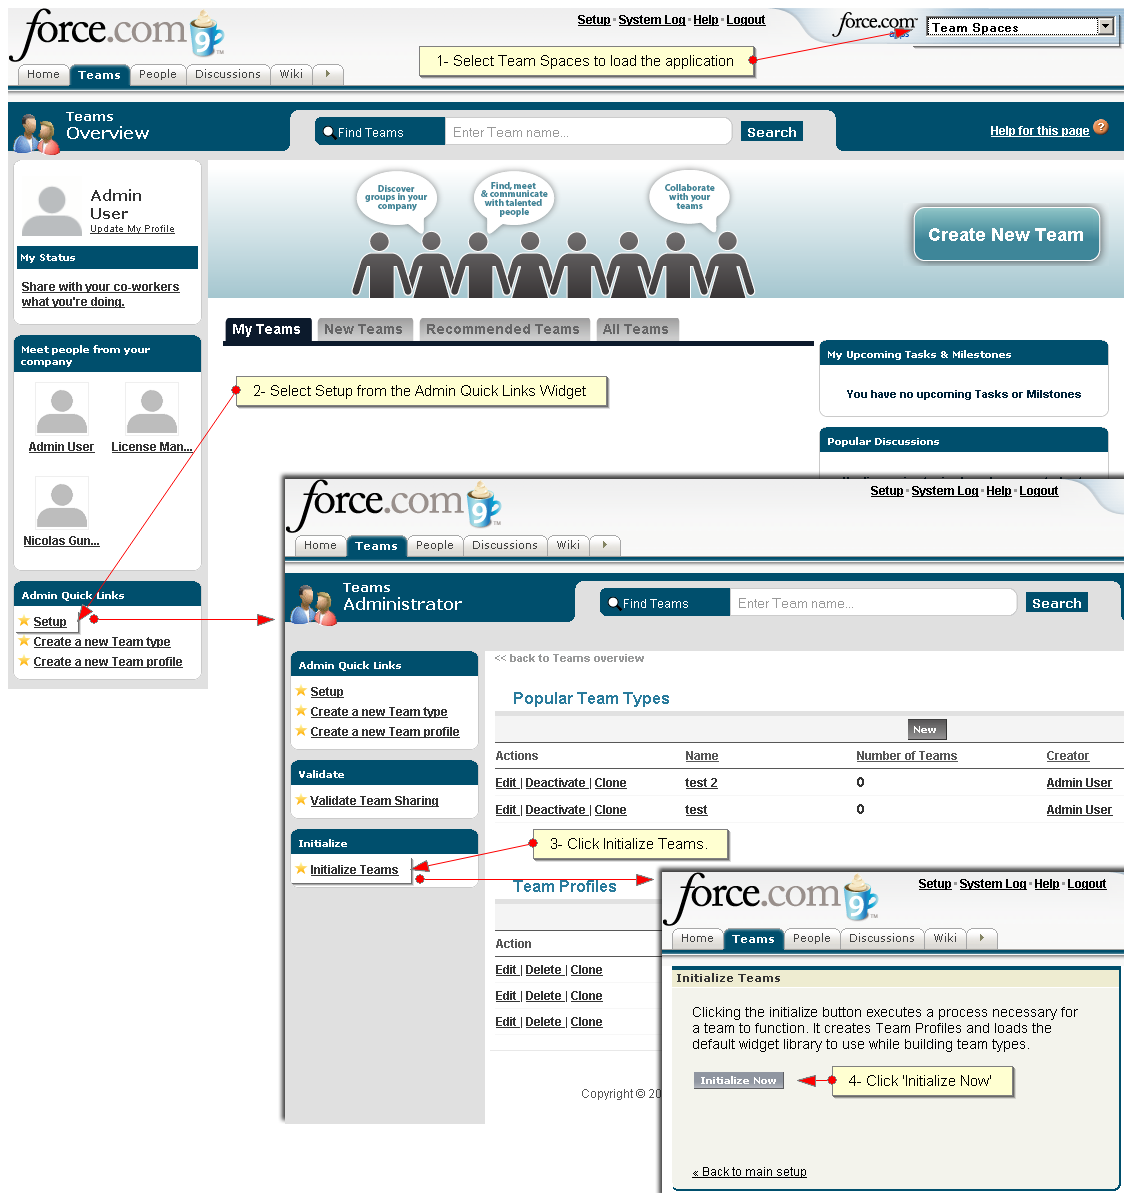 force.com
9
TM
Setup · System Log · Help · Logout
force.com
apps
Team Spaces
1- Select Team Spaces to load the application
Home
Teams
People
Discussions
Wiki
Teams
Overview
Find Teams
Enter Team name...
Search
Help for this page
?
Admin
User
Update My Profile
My Status
Share with your co-workers
what you're doing.
Discover
groups in your
company
Find, meet
& communicate
with talented
people
Collaborate
with your
teams
Create New Team
My Teams
New Teams
Recommended Teams
All Teams
Meet people from your
company
Admin User
License Man...
Nicolas Gun...
2- Select Setup from the Admin Quick Links Widget
My Upcoming Tasks & Milestones
You have no upcoming Tasks or Milstones
Popular Discussions
Admin Quick Links
Setup
Create a new Team type
Create a new Team profile
force.com
9
TM
Setup · System Log · Help · Logout
Home
Teams
People
Discussions
Wiki
Teams
Administrator
Find Teams
Enter Team name...
Search
Admin Quick Links
Setup
Create a new Team type
Create a new Team profile
Validate
Validate Team Sharing
Initialize
Initialize Teams
<< back to Teams overview
Popular Team Types
New
Actions Name Number of Teams Creator
Edit | Deactivate | Clone test 2 0 Admin User
Edit | Deactivate | Clone test 0 Admin User
3- Click Initialize Teams.
Team Profiles
Action
Edit | Delete | Clone
Edit | Delete | Clone
Edit | Delete | Clone
Copyright © 20
force.com
9
TM
Setup · System Log · Help · Logout
Home
Teams
People
Discussions
Wiki
Initialize Teams
Clicking the initialize button executes a process necessary for
a team to function. It creates Team Profiles and loads the
default widget library to use while building team types.
Initialize Now
4- Click 'Initialize Now'
« Back to main setup